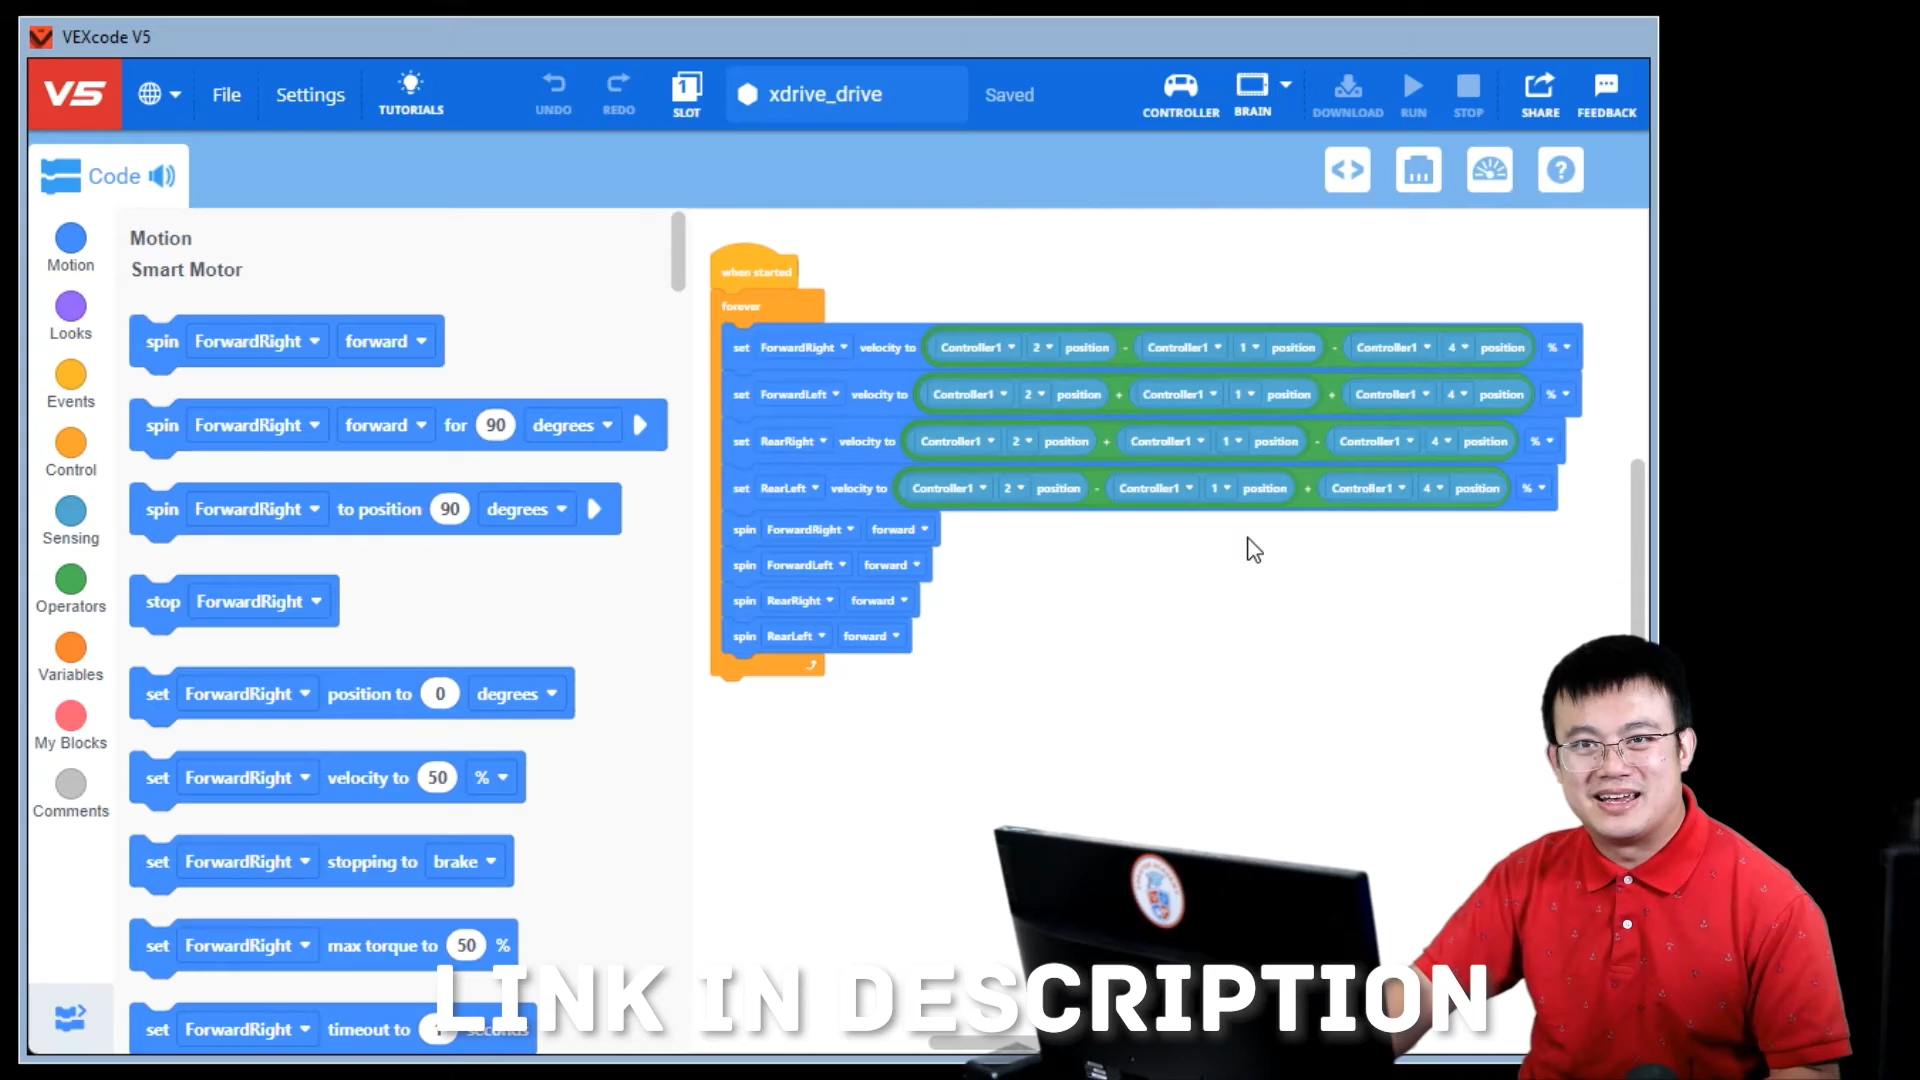 VEXcode V5
V5 File Settings TUTORIALS UNDO REDO 1 SLOT xdrive_drive Saved CONTROLLER BRAIN DOWNLOAD RUN STOP SHARE FEEDBACK
Code
Motion
Looks
Events
Control
Sensing
Operators
Variables
My Blocks
Comments
Motion
Smart Motor
spin ForwardRight forward
spin ForwardRight forward for 90 degrees
spin ForwardRight to position 90 degrees
stop ForwardRight
set ForwardRight position to 0 degrees
set ForwardRight velocity to 50 %
set ForwardRight stopping to brake
set ForwardRight max torque to 50 %
set ForwardRight timeout to seconds
when started
forever
set ForwardRight velocity to Controller1 2 position - Controller1 1 position - Controller1 4 position %
set ForwardLeft velocity to Controller1 2 position + Controller1 1 position + Controller1 4 position %
set RearRight velocity to Controller1 2 position + Controller1 1 position - Controller1 4 position %
set RearLeft velocity to Controller1 2 position - Controller1 1 position + Controller1 4 position %
spin ForwardRight forward
spin ForwardLeft forward
spin RearRight forward
spin RearLeft forward
LINK IN DESCRIPTION